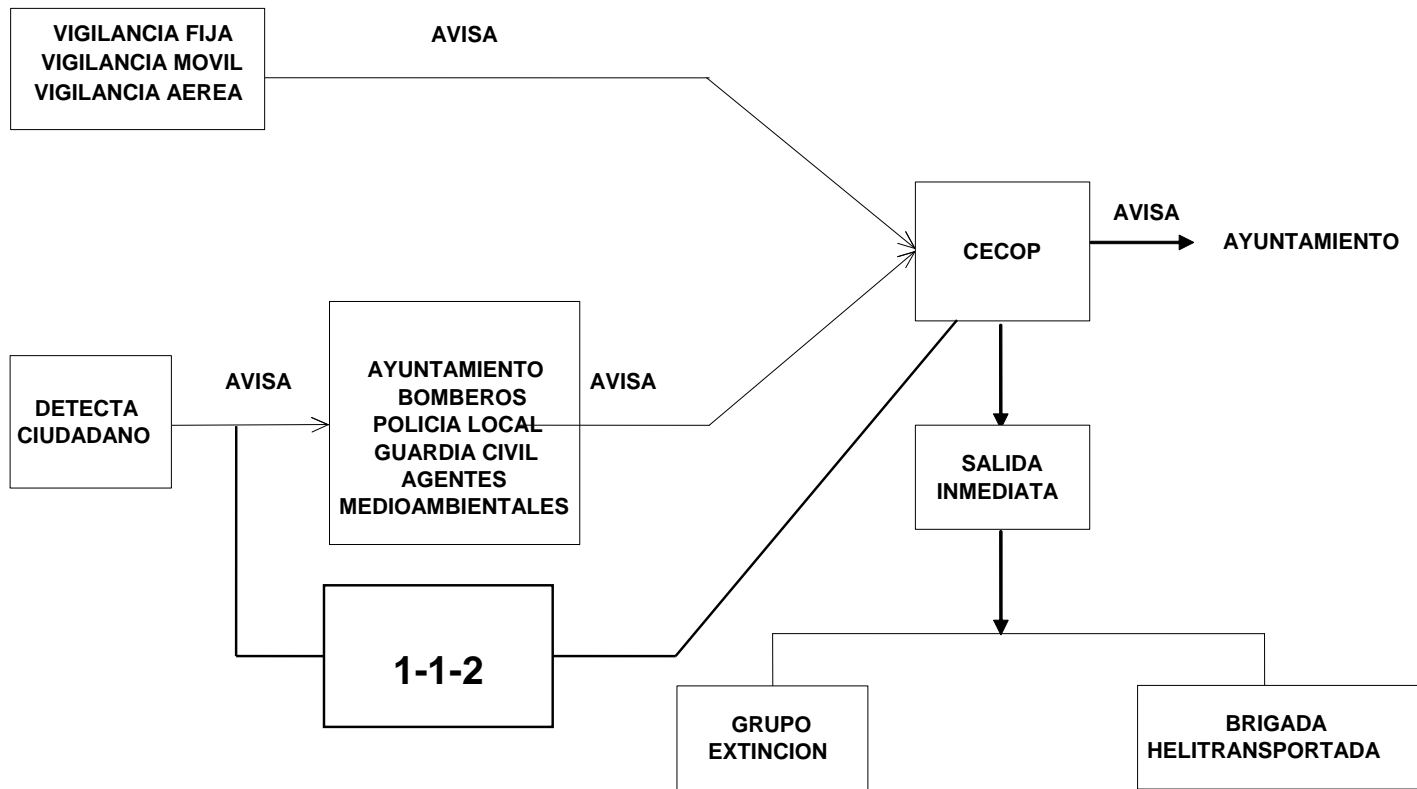 VIGILANCIA FIJA
VIGILANCIA MOVIL
VIGILANCIA AEREA
AVISA
CECOP
AVISA
AYUNTAMIENTO
DETECTA
CIUDADANO
AVISA
AYUNTAMIENTO
BOMBEROS
POLICIA LOCAL
GUARDIA CIVIL
AGENTES
MEDIOAMBIENTALES
AVISA
SALIDA
INMEDIATA
1-1-2
GRUPO
EXTINCION
BRIGADA
HELITRANSPORTADA